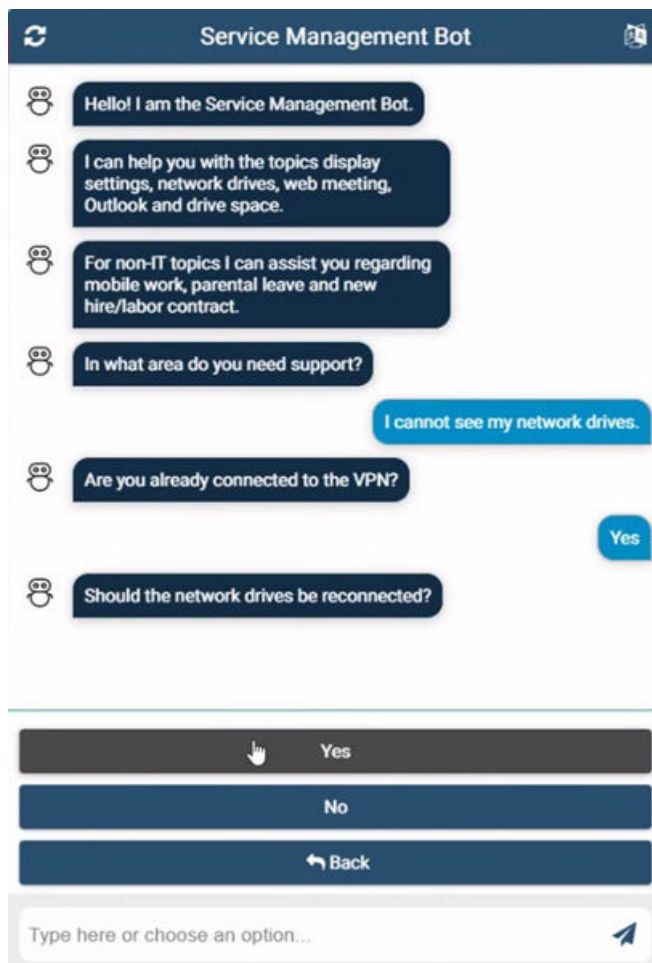 Service Management Bot
Hello! I am the Service Management Bot.
I can help you with the topics display
settings, network drives, web meeting,
Outlook and drive space.
For non-IT topics I can assist you regarding
mobile work, parental leave and new
hire/labor contract.
In what area do you need support?
I cannot see my network drives.
Are you already connected to the VPN?
Yes
Should the network drives be reconnected?
Yes
No
Back
Type here or choose an option...